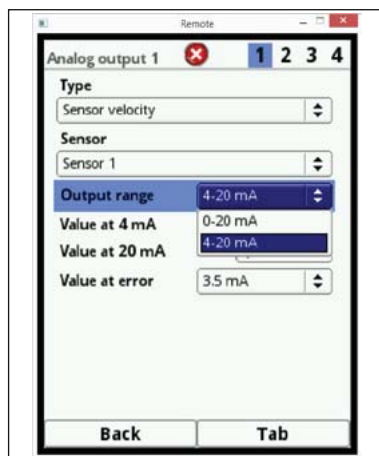 Remote
Analog output 1 1 2 3 4
Type
Sensor velocity
Sensor
Sensor 1
Output range 4-20 mA
Value at 4 mA 0-20 mA
4-20 mA
Value at 20 mA
Value at error 3.5 mA
Back Tab